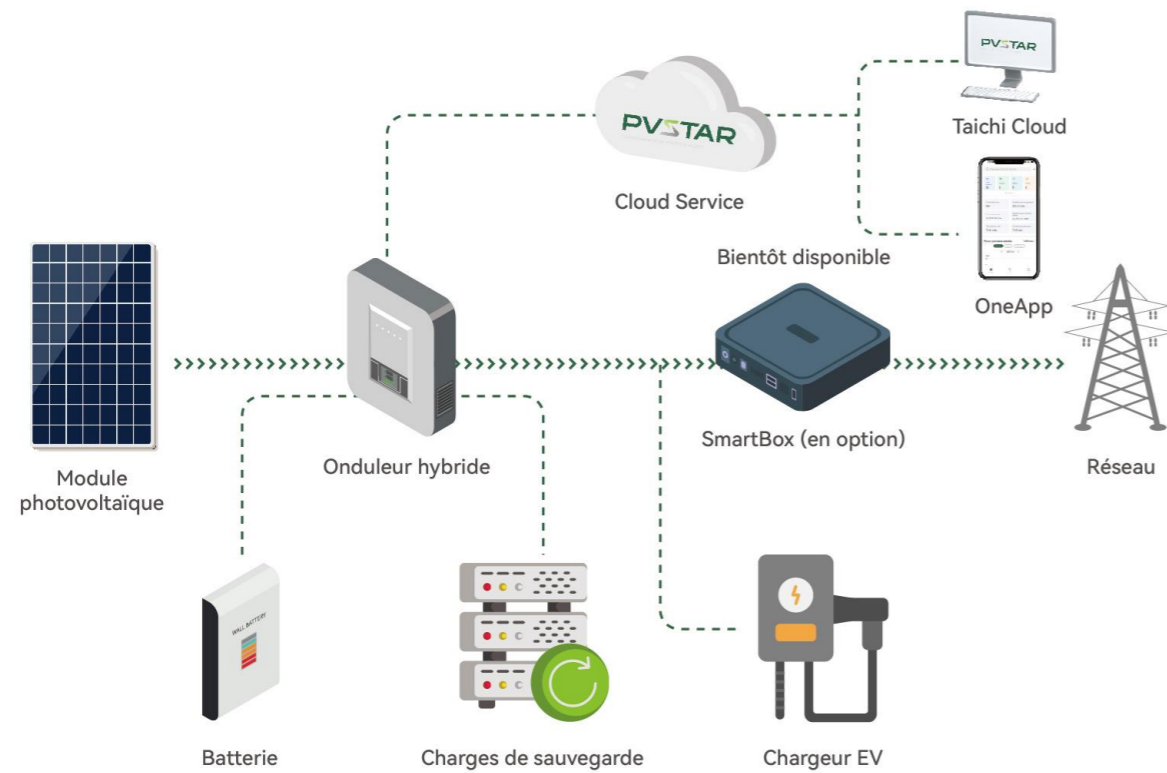 PVSTAR
Taichi Cloud
PVSTAR
Cloud Service
Bientôt disponible
OneApp
Module
photovoltaïque
Onduleur hybride
SmartBox (en option)
Réseau
WALL BATTERY
Batterie
Charges de sauvegarde
Chargeur EV